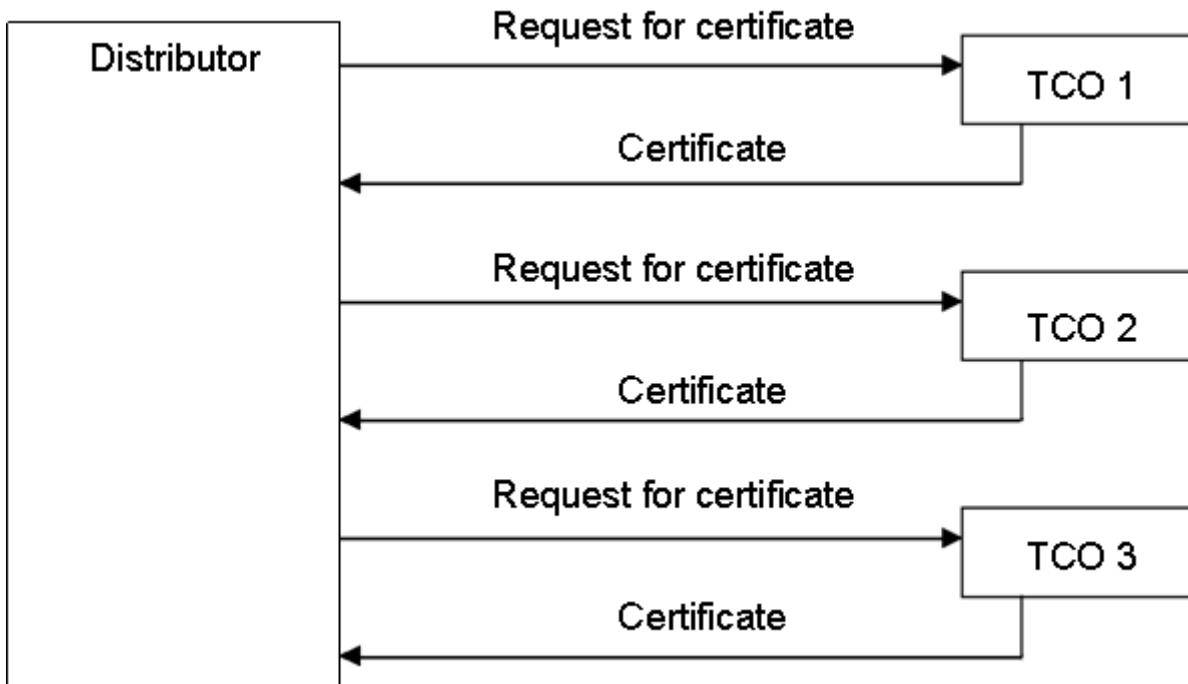 Distributor
Request for certificate
TCO 1
Certificate
Request for certificate
TCO 2
Certificate
Request for certificate
TCO 3
Certificate